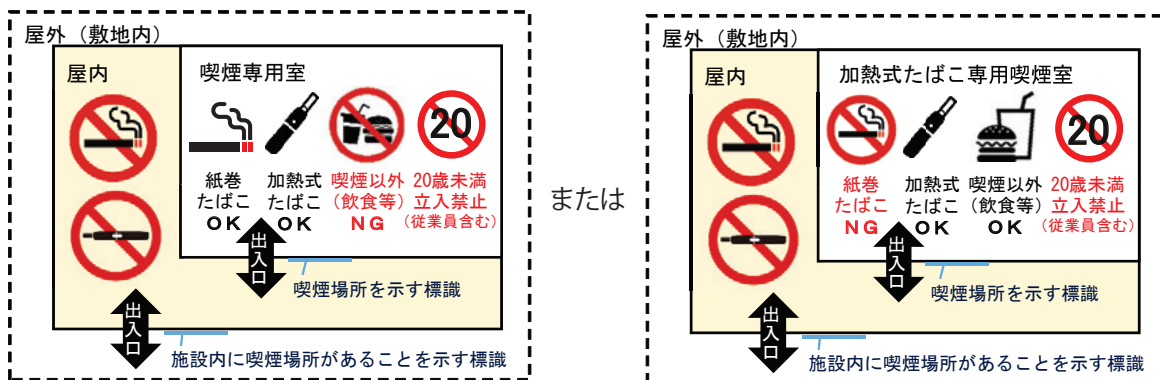 屋外（敷地内）
屋内
喫煙専用室
20
紙巻
たばこ
OK
加熱式
たばこ
OK
喫煙以外
（飲食等）
NG
20歳未満
立入禁止
(従業員含む)
出入口
喫煙場所を示す標識
出入口
施設内に喫煙場所があることを示す標識
または
屋外（敷地内）
屋内
加熱式たばこ専用喫煙室
20
紙巻
たばこ
NG
加熱式
たばこ
OK
喫煙以外
（飲食等）
OK
20歳未満
立入禁止
(従業員含む)
出入口
喫煙場所を示す標識
出入口
施設内に喫煙場所があることを示す標識